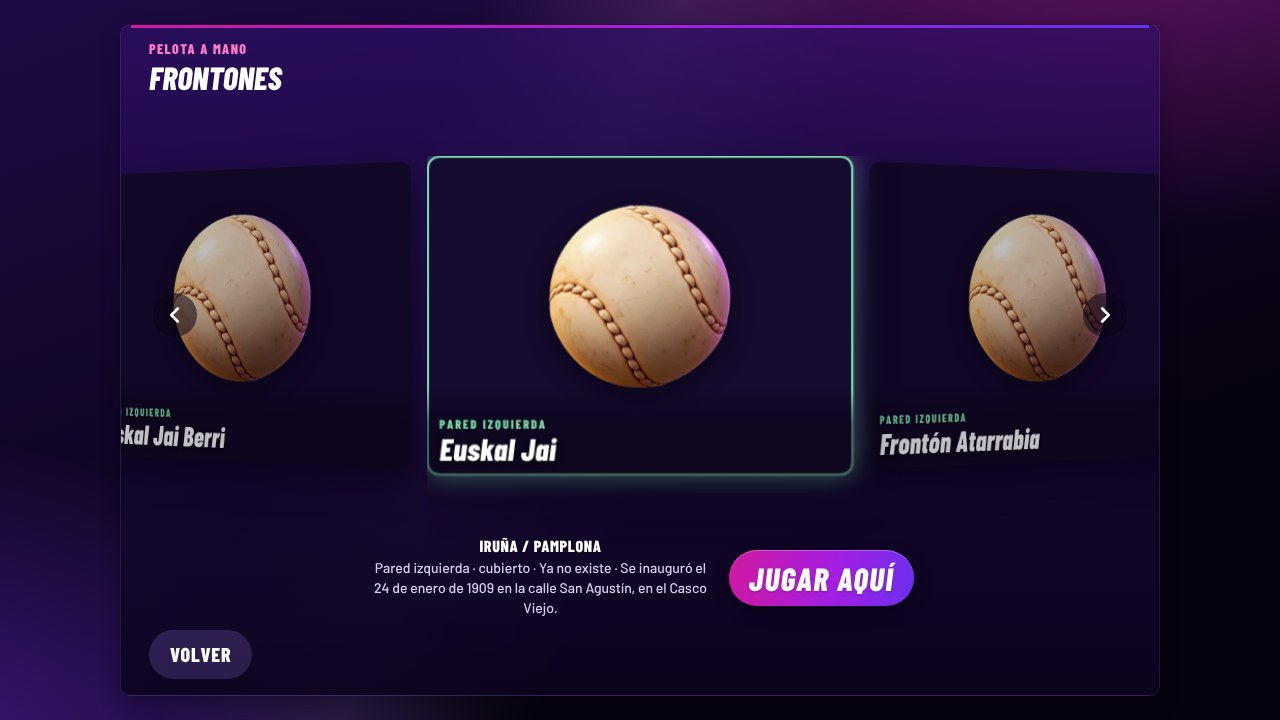 PELOTA A MANO
FRONTONES
IZQUIERDA
skal Jai Berri
PARED IZQUIERDA
Euskal Jai
PARED IZQUIERDA
Frontón Atarrabia
IRUÑA / PAMPLONA
Pared izquierda · cubierto · Ya no existe · Se inauguró el
24 de enero de 1909 en la calle San Agustín, en el Casco
Viejo.
JUGAR AQUÍ
VOLVER